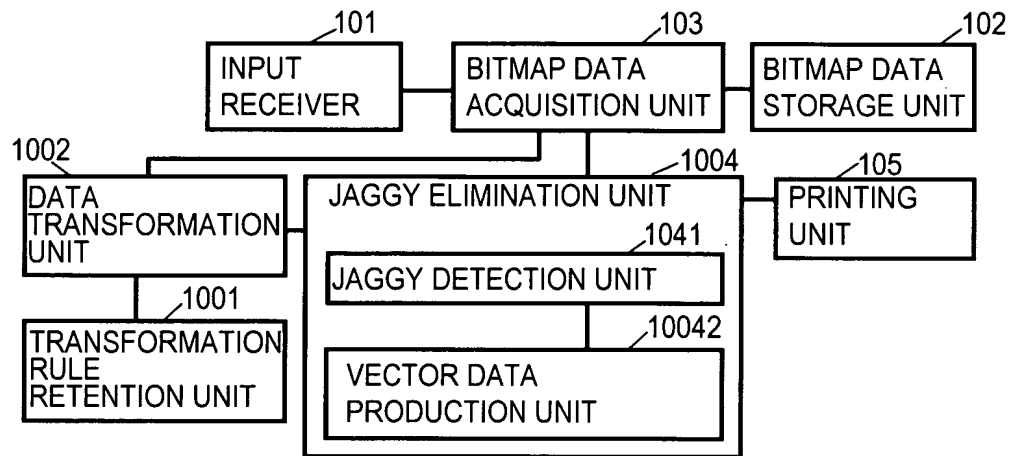 101
103
102
INPUT
RECEIVER
BITMAP DATA
ACQUISITION UNIT
BITMAP DATA
STORAGE UNIT
1002
1004
105
DATA
TRANSFORMATION
UNIT
JAGGY ELIMINATION UNIT
PRINTING
UNIT
1041
JAGGY DETECTION UNIT
1001
10042
TRANSFORMATION
RULE
RETENTION UNIT
VECTOR DATA
PRODUCTION UNIT